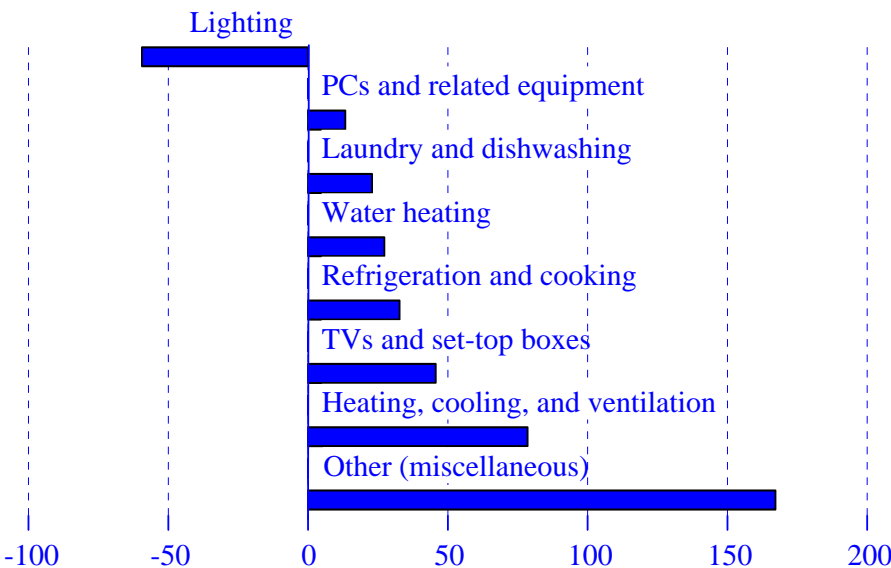 Lighting
PCs and related equipment
Laundry and dishwashing
Water heating
Refrigeration and cooking
TVs and set-top boxes
Heating, cooling, and ventilation
Other (miscellaneous)
-100 -50 0 50 100 150 200